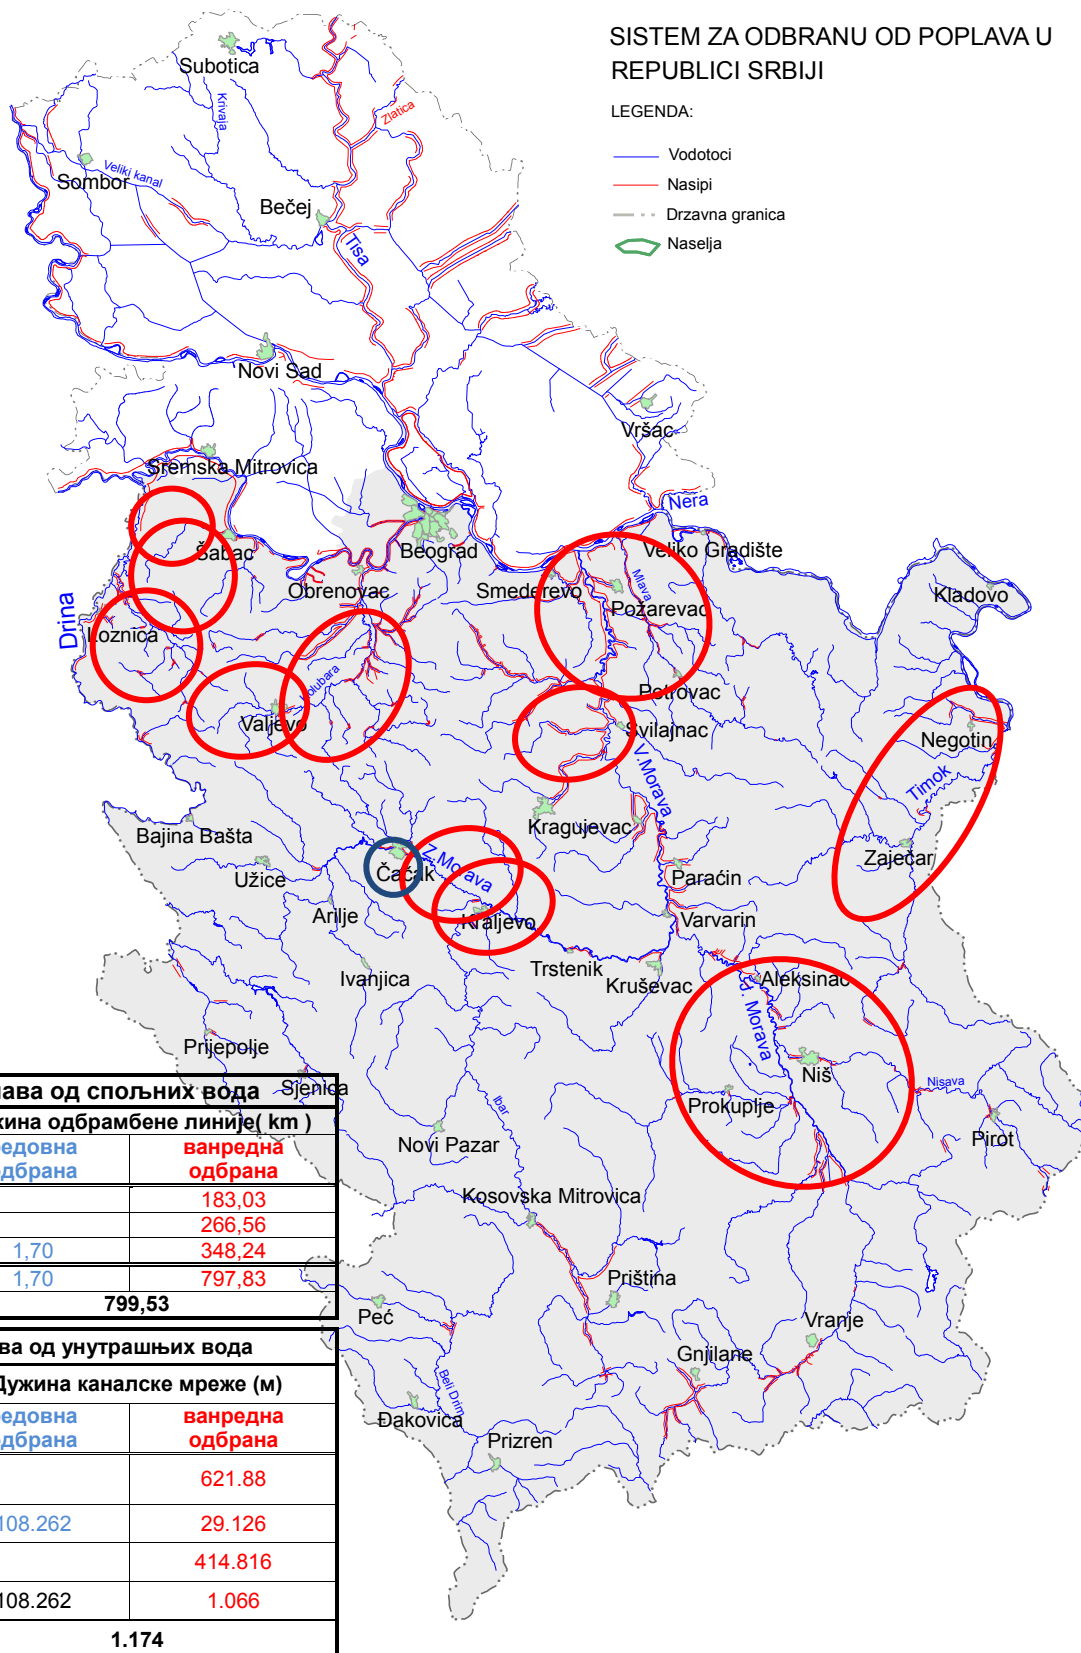 SISTEM ZA ODBRANU OD POPLAVA U
REPUBLICI SRBIJI
LEGENDA:
Vodotoci
Nasipi
Drzavna granica
Naselja
Subotica
Krivaja
Zlatica
Sombor
Veliki kanal
Bečej
Tisa
Novi Sad
Vršac
Sremska Mitrovica
Nera
Šabac
Beograd
Veliko Gradište
Obrenovac
Smederevo
Mlava
Požarevac
Kladovo
Drina
Loznica
Kolubara
Petrovac
Valjevo
Svilajnac
Negotin
V.Morava
Timok
Bajina Bašta
Kragujevac
Zaječar
Užice
Čačak
Z.Morava
Paraćin
Arilje
Kraljevo
Varvarin
Ivanjica
Trstenik
Kruševac
Aleksinac
J. Morava
Prijepolje
Niš
Sjenica
Nisava
Ibar
Prokuplje
Pirot
Novi Pazar
Kosovska Mitrovica
Priština
Peć
Vranje
Gnjilane
Beli Drim
Đakovica
Prizren
лава од спољних вода
жина одбрамбене линије( km )
редовна ванредна
одбрана одбрана
183,03
266,56
1,70 348,24
1,70 797,83
799,53
ва од унутрашњих вода
Дужина каналске мреже (м)
редовна ванредна
одбрана одбрана
621.88
108.262 29.126
414.816
108.262 1.066
1.174